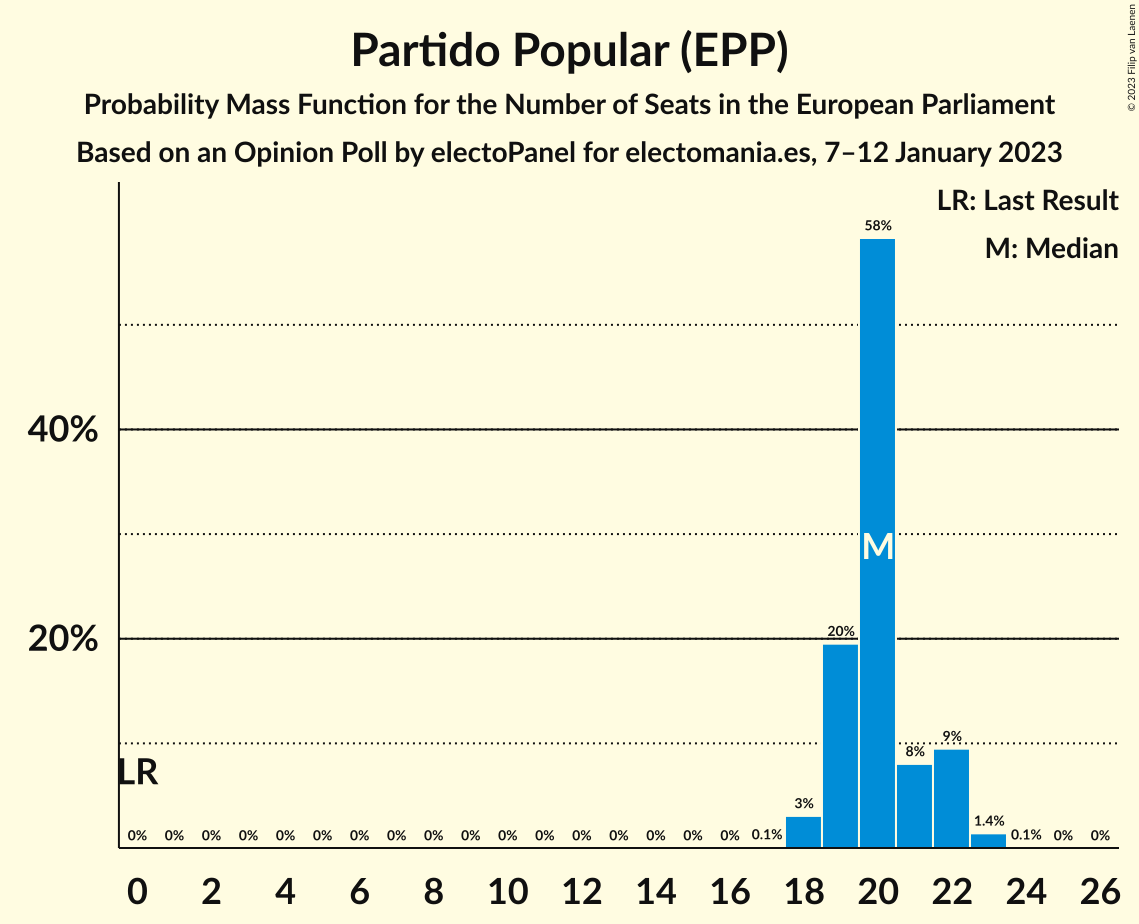 Partido Popular (EPP)
Probability Mass Function for the Number of Seats in the European Parliament
Based on an Opinion Poll by electoPanel for electomania.es, 7–12 January 2023
© 2023 Filip van Laenen
LR: Last Result
M: Median
58%
40%
M
20%
20%
9%
8%
LR
3%
1.4%
0% 0% 0% 0% 0% 0% 0% 0% 0% 0% 0% 0% 0% 0% 0% 0% 0% 0.1% 0.1% 0% 0%
0 2 4 6 8 10 12 14 16 18 20 22 24 26